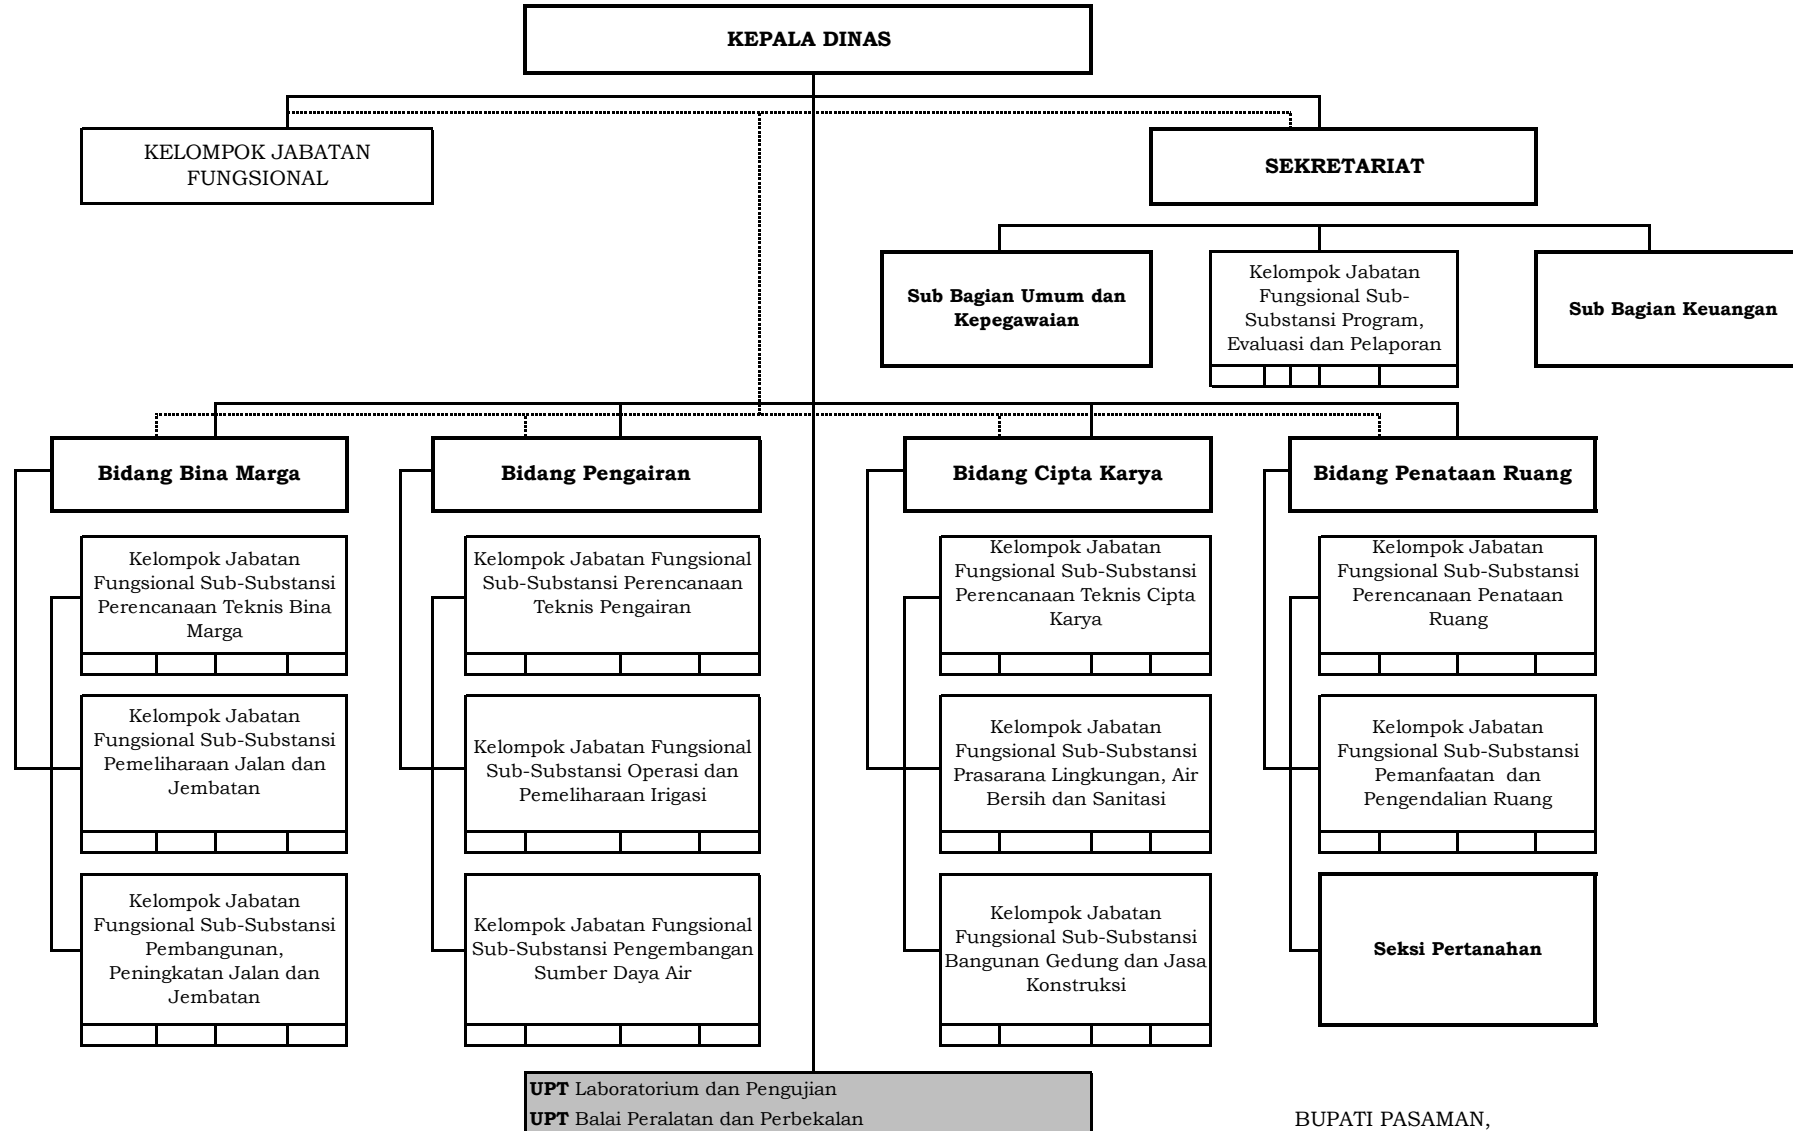 KEPALA DINAS
KELOMPOK JABATAN
FUNGSIONAL
SEKRETARIAT
Sub Bagian Umum dan
Kepegawaian
Kelompok Jabatan
Fungsional Sub-
Substansi Program,
Evaluasi dan Pelaporan
Sub Bagian Keuangan
Bidang Bina Marga
Bidang Pengairan
Bidang Cipta Karya
Bidang Penataan Ruang
Kelompok Jabatan
Fungsional Sub-Substansi
Perencanaan Teknis Bina
Marga
Kelompok Jabatan Fungsional
Sub-Substansi Perencanaan
Teknis Pengairan
Kelompok Jabatan
Fungsional Sub-Substansi
Perencanaan Teknis Cipta
Karya
Kelompok Jabatan
Fungsional Sub-Substansi
Perencanaan Penataan
Ruang
Kelompok Jabatan
Fungsional Sub-Substansi
Pemeliharaan Jalan dan
Jembatan
Kelompok Jabatan Fungsional
Sub-Substansi Operasi dan
Pemeliharaan Irigasi
Kelompok Jabatan
Fungsional Sub-Substansi
Prasarana Lingkungan, Air
Bersih dan Sanitasi
Kelompok Jabatan
Fungsional Sub-Substansi
Pemanfaatan  dan
Pengendalian Ruang
Kelompok Jabatan
Fungsional Sub-Substansi
Pembangunan,
Peningkatan Jalan dan
Jembatan
Kelompok Jabatan Fungsional
Sub-Substansi Pengembangan
Sumber Daya Air
Kelompok Jabatan
Fungsional Sub-Substansi
Bangunan Gedung dan Jasa
Konstruksi
Seksi Pertanahan
UPT Laboratorium dan Pengujian
UPT Balai Peralatan dan Perbekalan
BUPATI PASAMAN,